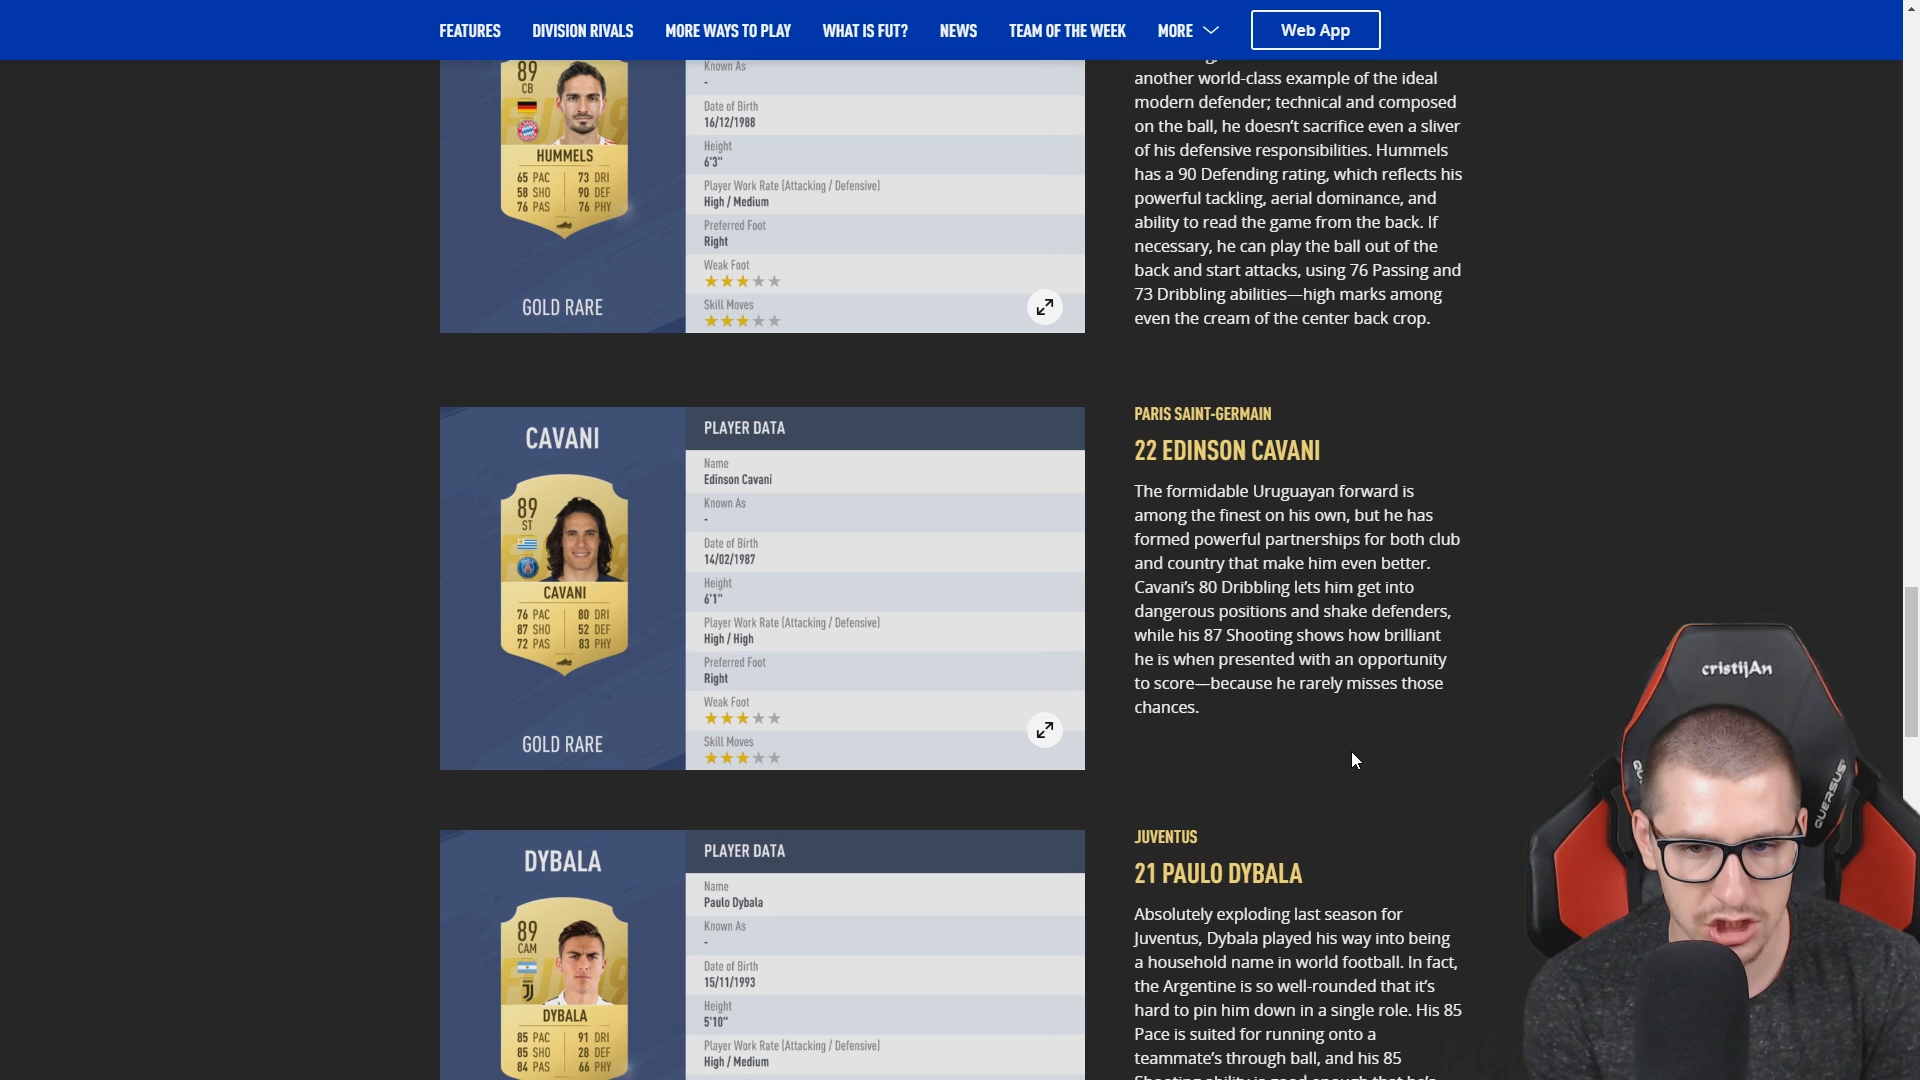 FEATURES DIVISION RIVALS MORE WAYS TO PLAY WHAT IS FUT? NEWS TEAM OF THE WEEK MORE Web App
89
CB
HUMMELS
65 PAC 73 DRI
58 SHO 90 DEF
76 PAS 76 PHY
GOLD RARE
Known As
-
Date of Birth
16/12/1988
Height
6'3"
Player Work Rate (Attacking / Defensive)
High / Medium
Preferred Foot
Right
Weak Foot
Skill Moves
another world-class example of the ideal
modern defender; technical and composed
on the ball, he doesn’t sacrifice even a sliver
of his defensive responsibilities. Hummels
has a 90 Defending rating, which reflects his
powerful tackling, aerial dominance, and
ability to read the game from the back. If
necessary, he can play the ball out of the
back and start attacks, using 76 Passing and
73 Dribbling abilities—high marks among
even the cream of the center back crop.
CAVANI
89
ST
CAVANI
76 PAC 80 DRI
87 SHO 52 DEF
72 PAS 83 PHY
GOLD RARE
PLAYER DATA
Name
Edinson Cavani
Known As
-
Date of Birth
14/02/1987
Height
6'1"
Player Work Rate (Attacking / Defensive)
High / High
Preferred Foot
Right
Weak Foot
Skill Moves
PARIS SAINT-GERMAIN
22 EDINSON CAVANI
The formidable Uruguayan forward is
among the finest on his own, but he has
formed powerful partnerships for both club
and country that make him even better.
Cavani’s 80 Dribbling lets him get into
dangerous positions and shake defenders,
while his 87 Shooting shows how brilliant
he is when presented with an opportunity
to score—because he rarely misses those
chances.
DYBALA
89
CAM
DYBALA
85 PAC 91 DRI
85 SHO 28 DEF
84 PAS 66 PHY
PLAYER DATA
Name
Paulo Dybala
Known As
-
Date of Birth
15/11/1993
Height
5'10"
Player Work Rate (Attacking / Defensive)
High / Medium
JUVENTUS
21 PAULO DYBALA
Absolutely exploding last season for
Juventus, Dybala played his way into being
a household name in world football. In fact,
the Argentine is so well-rounded that it’s
hard to pin him down in a single role. His 85
Pace is suited for running onto a
teammate’s through ball, and his 85
cristijAn
QUERSUS